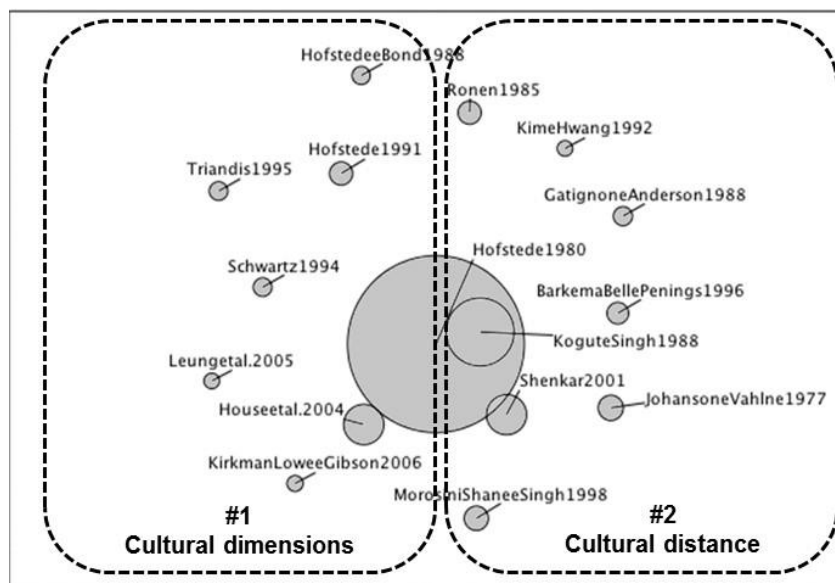 HofstedeeBond1988
Ronen1985
KimeHwang1992
Hofstede1991
Triandis1995
GatignoneAnderson1988
Hofstede1980
Schwartz1994
BarkemaBellePenings1996
KoguteSingh1988
Leungetal.2005
Shenkar2001
Houseetal.2004
JohansoneVahlne1977
KirkmanLoweeGibson2006
MorosiniShaneeSingh1998
#1
Cultural dimensions
#2
Cultural distance